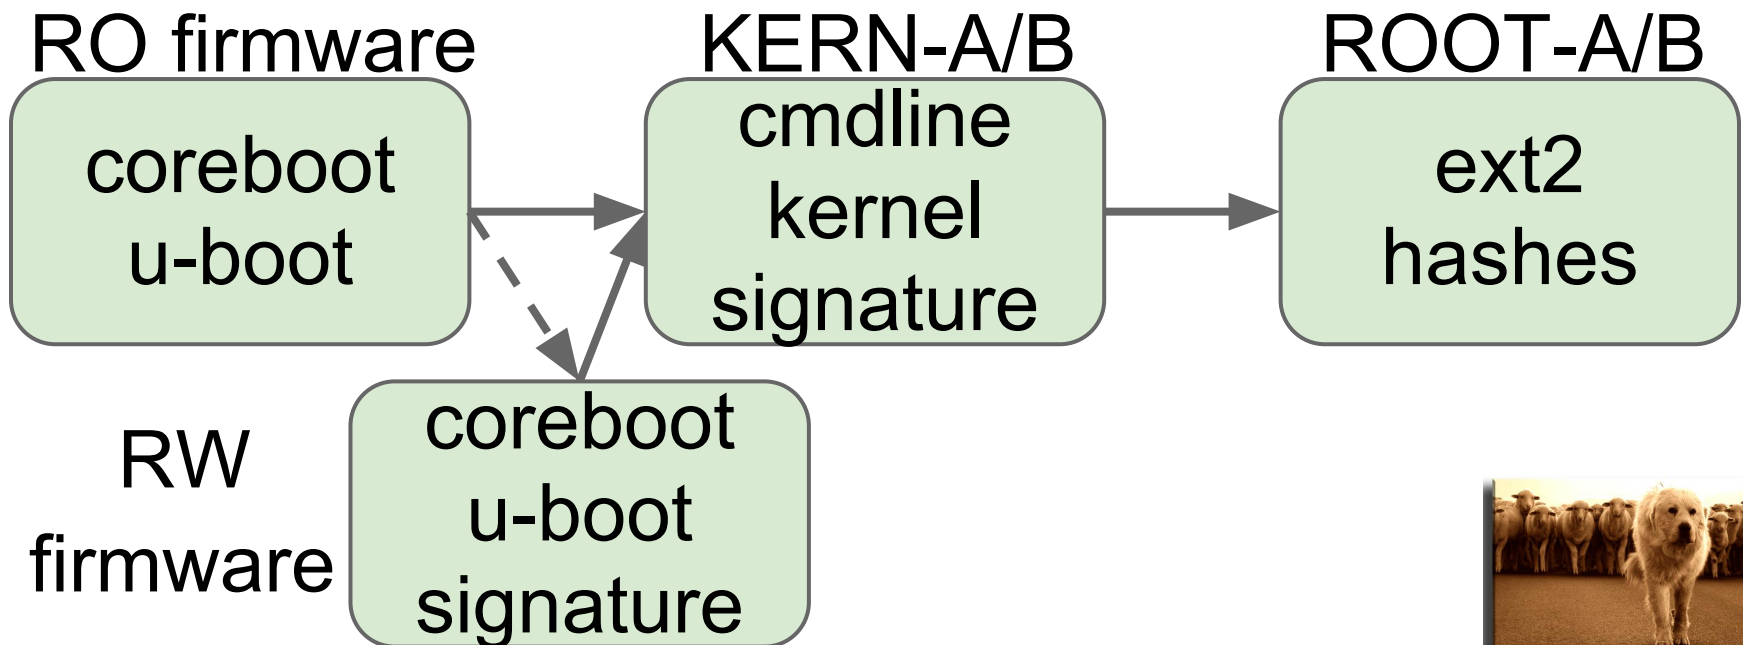 RO firmware
coreboot
u-boot
KERN-A/B
cmdline
kernel
signature
ROOT-A/B
ext2
hashes
RW
firmware
coreboot
u-boot
signature